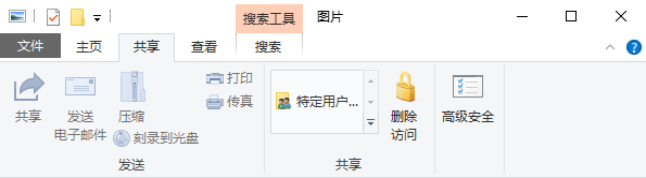 搜索工具 图片
文件 主页 共享 查看 搜索
共享
发送
电子邮件
压缩
刻录到光盘
打印
传真
发送
特定用户...
删除
访问
共享
高级安全